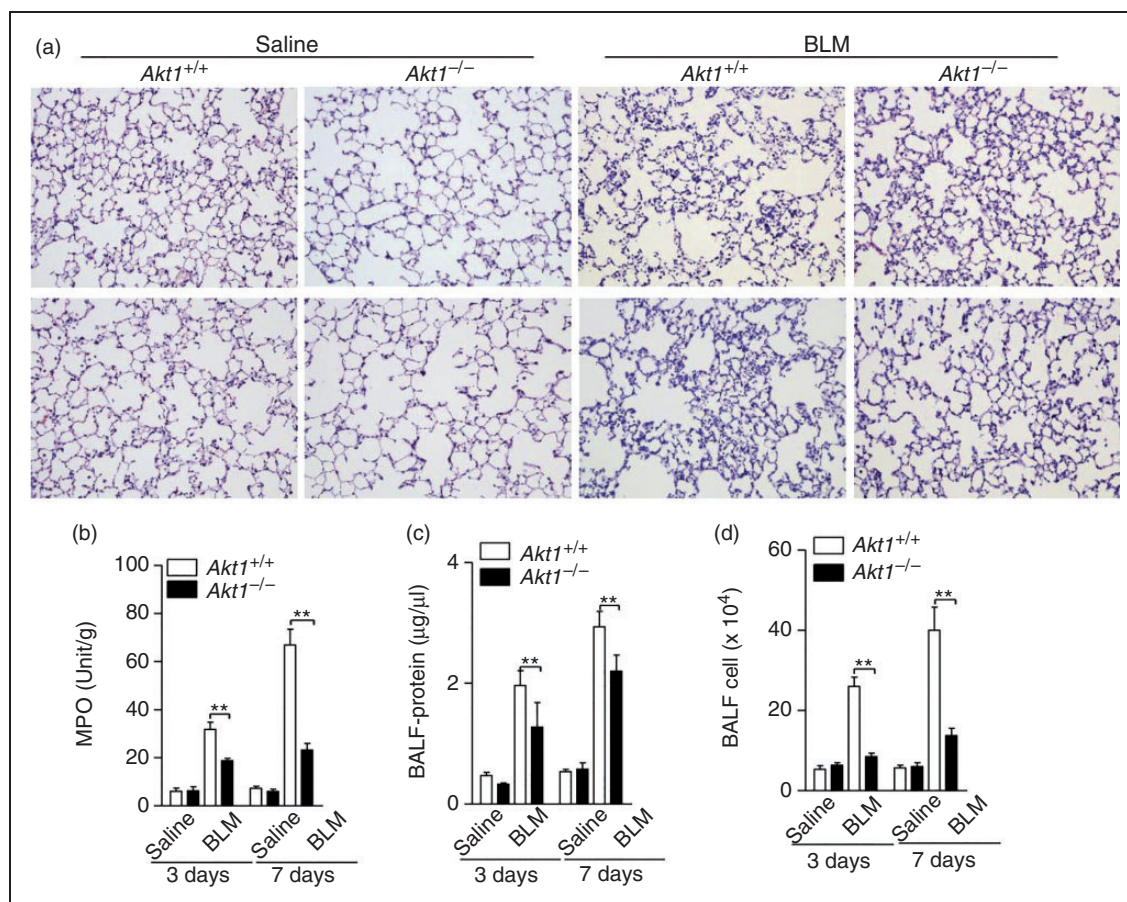 (a)
Saline
BLM
Akt1+/+
Akt1−/−
Akt1+/+
Akt1−/−
(b)
100
80
60
40
20
0
MPO (Unit/g)
Akt1+/+
Akt1−/−
**
**
Saline
BLM
Saline
BLM
3 days
7 days
(c)
4
2
0
BALF-protein (μg/μl)
Akt1+/+
Akt1−/−
**
**
Saline
BLM
Saline
BLM
3 days
7 days
(d)
60
40
20
0
BALF cell (x 10⁴)
Akt1+/+
Akt1−/−
**
**
Saline
BLM
Saline
BLM
3 days
7 days